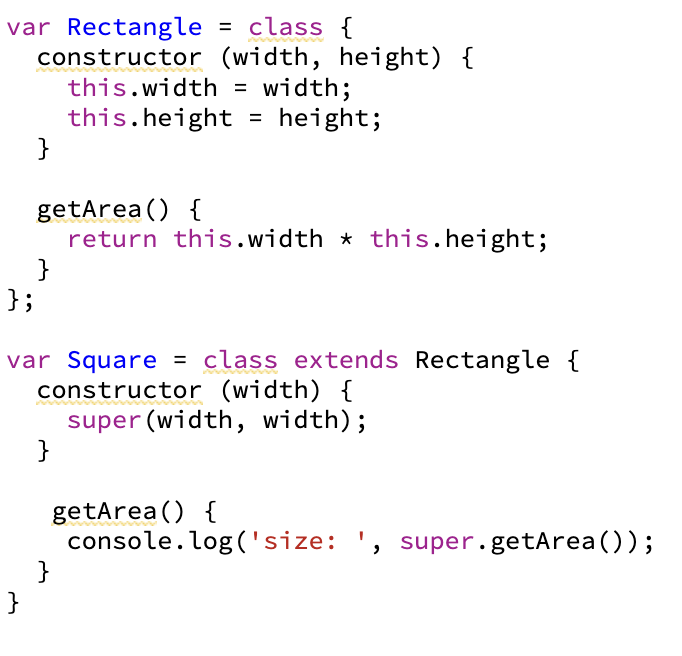 var Rectangle = class {
  constructor (width, height) {
    this.width = width;
    this.height = height;
  }

  getArea() {
    return this.width * this.height;
  }
};

var Square = class extends Rectangle {
  constructor (width) {
    super(width, width);
  }

   getArea() {
    console.log('size: ', super.getArea());
  }
}